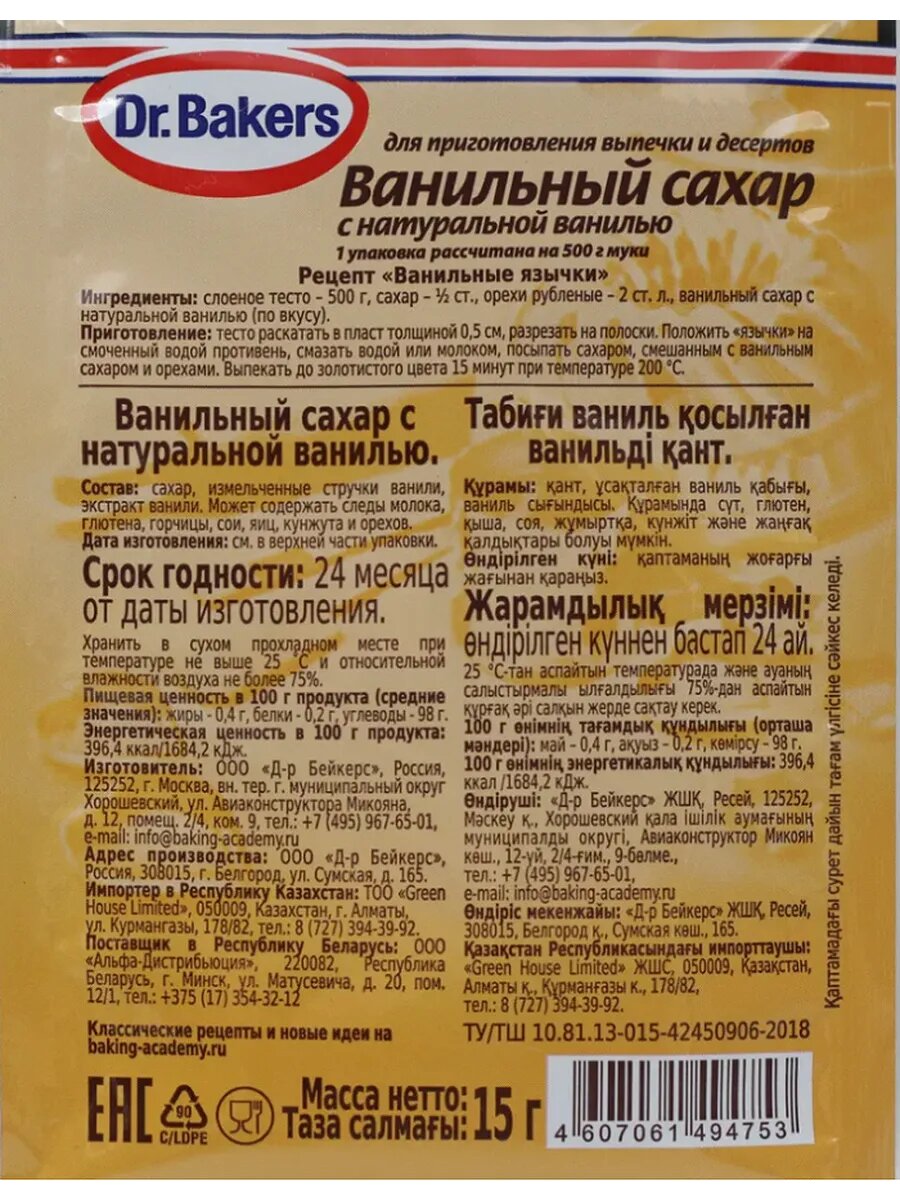 Dr.Bakers
для приготовления выпечки и десертов
Ванильный сахар
с натуральной ванилью
1 упаковка рассчитана на 500 г муки
Рецепт «Ванильные язычки»
Ингредиенты: слоеное тесто – 500 г, сахар – ½ ст., орехи рубленые – 2 ст. л., ванильный сахар с
натуральной ванилью (по вкусу).
Приготовление: тесто раскатать в пласт толщиной 0,5 см, разрезать на полоски. Положить «язычки» на
смоченный водой противень, смазать водой или молоком, посыпать сахаром, смешанным с ванильным
сахаром и орехами. Выпекать до золотистого цвета 15 минут при температуре 200 °С.
Ванильный сахар с
натуральной ванилью.
Состав: сахар, измельченные стручки ванили,
экстракт ванили. Может содержать следы молока,
глютена, горчицы, сои, яиц, кунжута и орехов.
Дата изготовления: см. в верхней части упаковки.
Срок годности: 24 месяца
от даты изготовления.
Хранить в сухом прохладном месте при
температуре не выше 25 °С и относительной
влажности воздуха не более 75%.
Пищевая ценность в 100 г продукта (средние
значения): жиры - 0,4 г, белки - 0,2 г, углеводы - 98 г.
Энергетическая ценность в 100 г продукта:
396,4 ккал/1684,2 кДж.
Изготовитель: ООО «Д-р Бейкерс», Россия,
125252, г. Москва, вн. тер. г. муниципальный округ
Хорошевский, ул. Авиаконструктора Микояна,
д. 12, помещ. 2/4, ком. 9, тел.: +7 (495) 967-65-01,
e-mail: info@baking-academy.ru
Адрес производства: ООО «Д-р Бейкерс»,
Россия, 308015, г. Белгород, ул. Сумская, д. 165.
Импортер в Республику Казахстан: ТОО «Green
House Limited», 050009, Казахстан, г. Алматы,
ул. Курмангазы, 178/82, тел.: 8 (727) 394-39-92.
Поставщик в Республику Беларусь: ООО
«Альфа-Дистрибьюция», 220082, Республика
Беларусь, г. Минск, ул. Матусевича, д. 20, пом.
12/1, тел.: +375 (17) 354-32-12
Классические рецепты и новые идеи на
baking-academy.ru
Табиғи ваниль қосылған
ванильді қант.
Құрамы: қант, ұсақталған ваниль қабығы,
ваниль сығындысы. Құрамында сүт, глютен,
қыша, соя, жұмыртқа, күнжіт және жаңғақ
қалдықтары болуы мүмкін.
Өндірілген күні: қаптаманың жоғарғы
жағынан қараңыз.
Жарамдылық мерзімі:
өндірілген күннен бастап 24 ай.
25 °С-тан аспайтын температурада және ауаның
салыстырмалы ылғалдылығы 75%-дан аспайтын
құрғақ әрі салқын жерде сақтау керек.
100 г өнімнің тағамдық құндылығы (орташа
мәндері): май - 0,4 г, ақуыз - 0,2 г, көмірсу - 98 г.
100 г өнімнің энергетикалық құндылығы: 396,4
ккал /1684,2 кДж.
Өндіруші: «Д-р Бейкерс» ЖШҚ, Ресей, 125252,
Мәскеу қ., Хорошевский қала ішілік аумағының
муниципалды округі, Авиаконструктор Микоян
көш., 12-үй, 2/4-ғим., 9-бөлме.,
тел.: +7 (495) 967-65-01,
e-mail: info@baking-academy.ru
Өндіріс мекенжайы: «Д-р Бейкерс» ЖШҚ, Ресей,
308015, Белгород қ., Сумская көш., 165.
Қазақстан Республикасындағы импорттаушы:
«Green House Limited» ЖШС, 050009, Қазақстан,
Алматы қ., Құрманғазы к., 178/82,
тел.: 8 (727) 394-39-92.
ТУ/ТШ 10.81.13-015-42450906-2018
Қаптамадағы сурет дайын тағам үлгісіне сәйкес келеді.
EAC
90
C/LDPE
Масса нетто:
Таза салмағы: 15 г
4 607061 494753